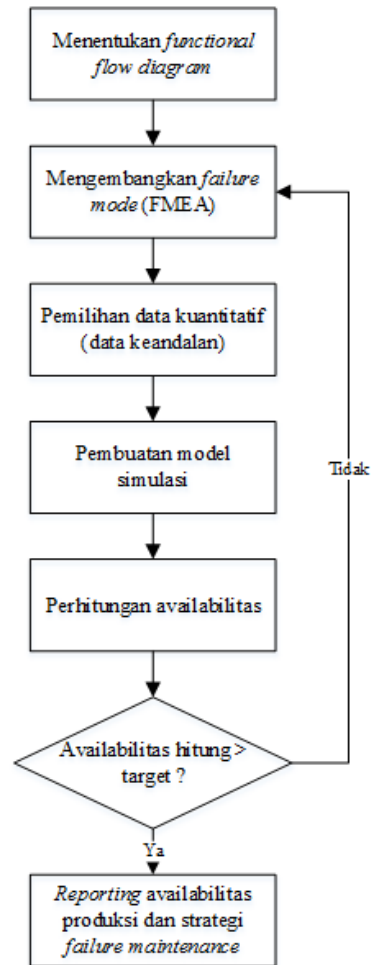 Menentukan functional
flow diagram
Mengembangkan failure
mode (FMEA)
Pemilihan data kuantitatif
(data keandalan)
Pembuatan model
simulasi
Tidak
Perhitungan availabilitas
Availabilitas hitung >
target ?
Ya
Reporting availabilitas
produksi dan strategi
failure maintenance